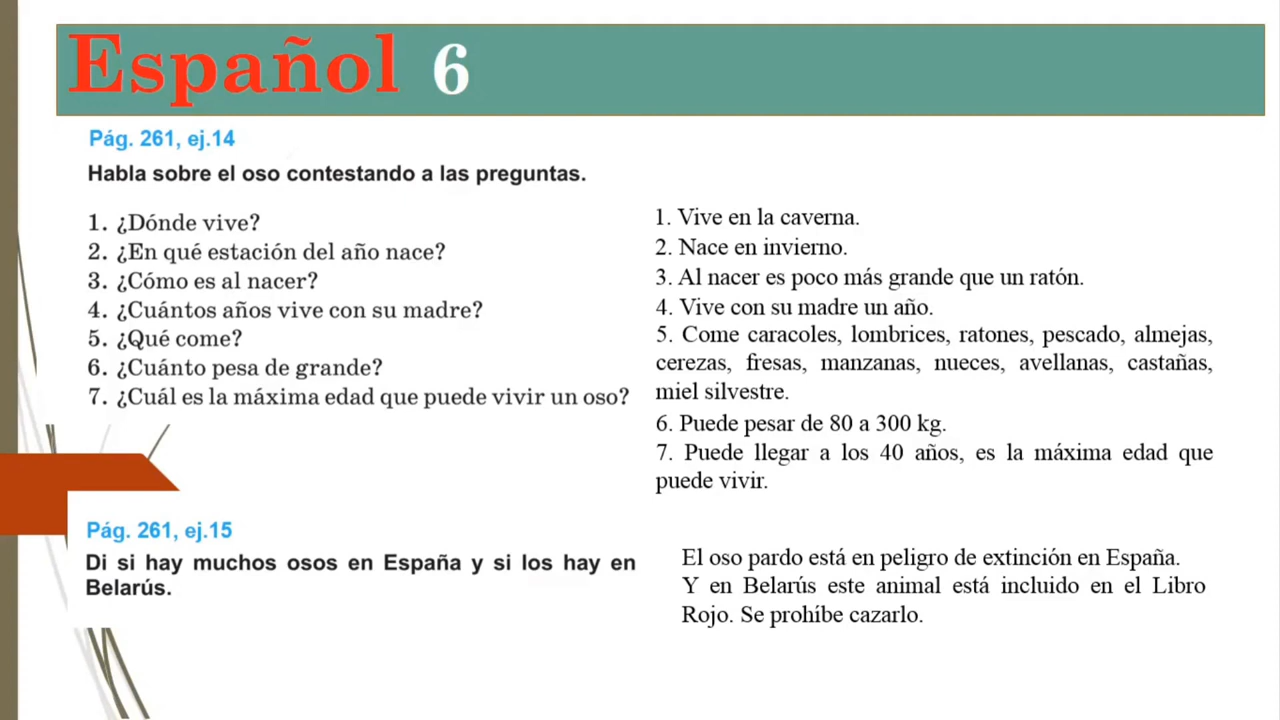 Español 6
Pág. 261, ej.14
Habla sobre el oso contestando a las preguntas.
1. ¿Dónde vive?
2. ¿En qué estación del año nace?
3. ¿Cómo es al nacer?
4. ¿Cuántos años vive con su madre?
5. ¿Qué come?
6. ¿Cuánto pesa de grande?
7. ¿Cuál es la máxima edad que puede vivir un oso?
1. Vive en la caverna.
2. Nace en invierno.
3. Al nacer es poco más grande que un ratón.
4. Vive con su madre un año.
5. Come caracoles, lombrices, ratones, pescado, almejas,
cerezas, fresas, manzanas, nueces, avellanas, castañas,
miel silvestre.
6. Puede pesar de 80 a 300 kg.
7. Puede llegar a los 40 años, es la máxima edad que
puede vivir.
Pág. 261, ej.15
Di si hay muchos osos en España y si los hay en
Belarús.
El oso pardo está en peligro de extinción en España.
Y en Belarús este animal está incluido en el Libro
Rojo. Se prohíbe cazarlo.